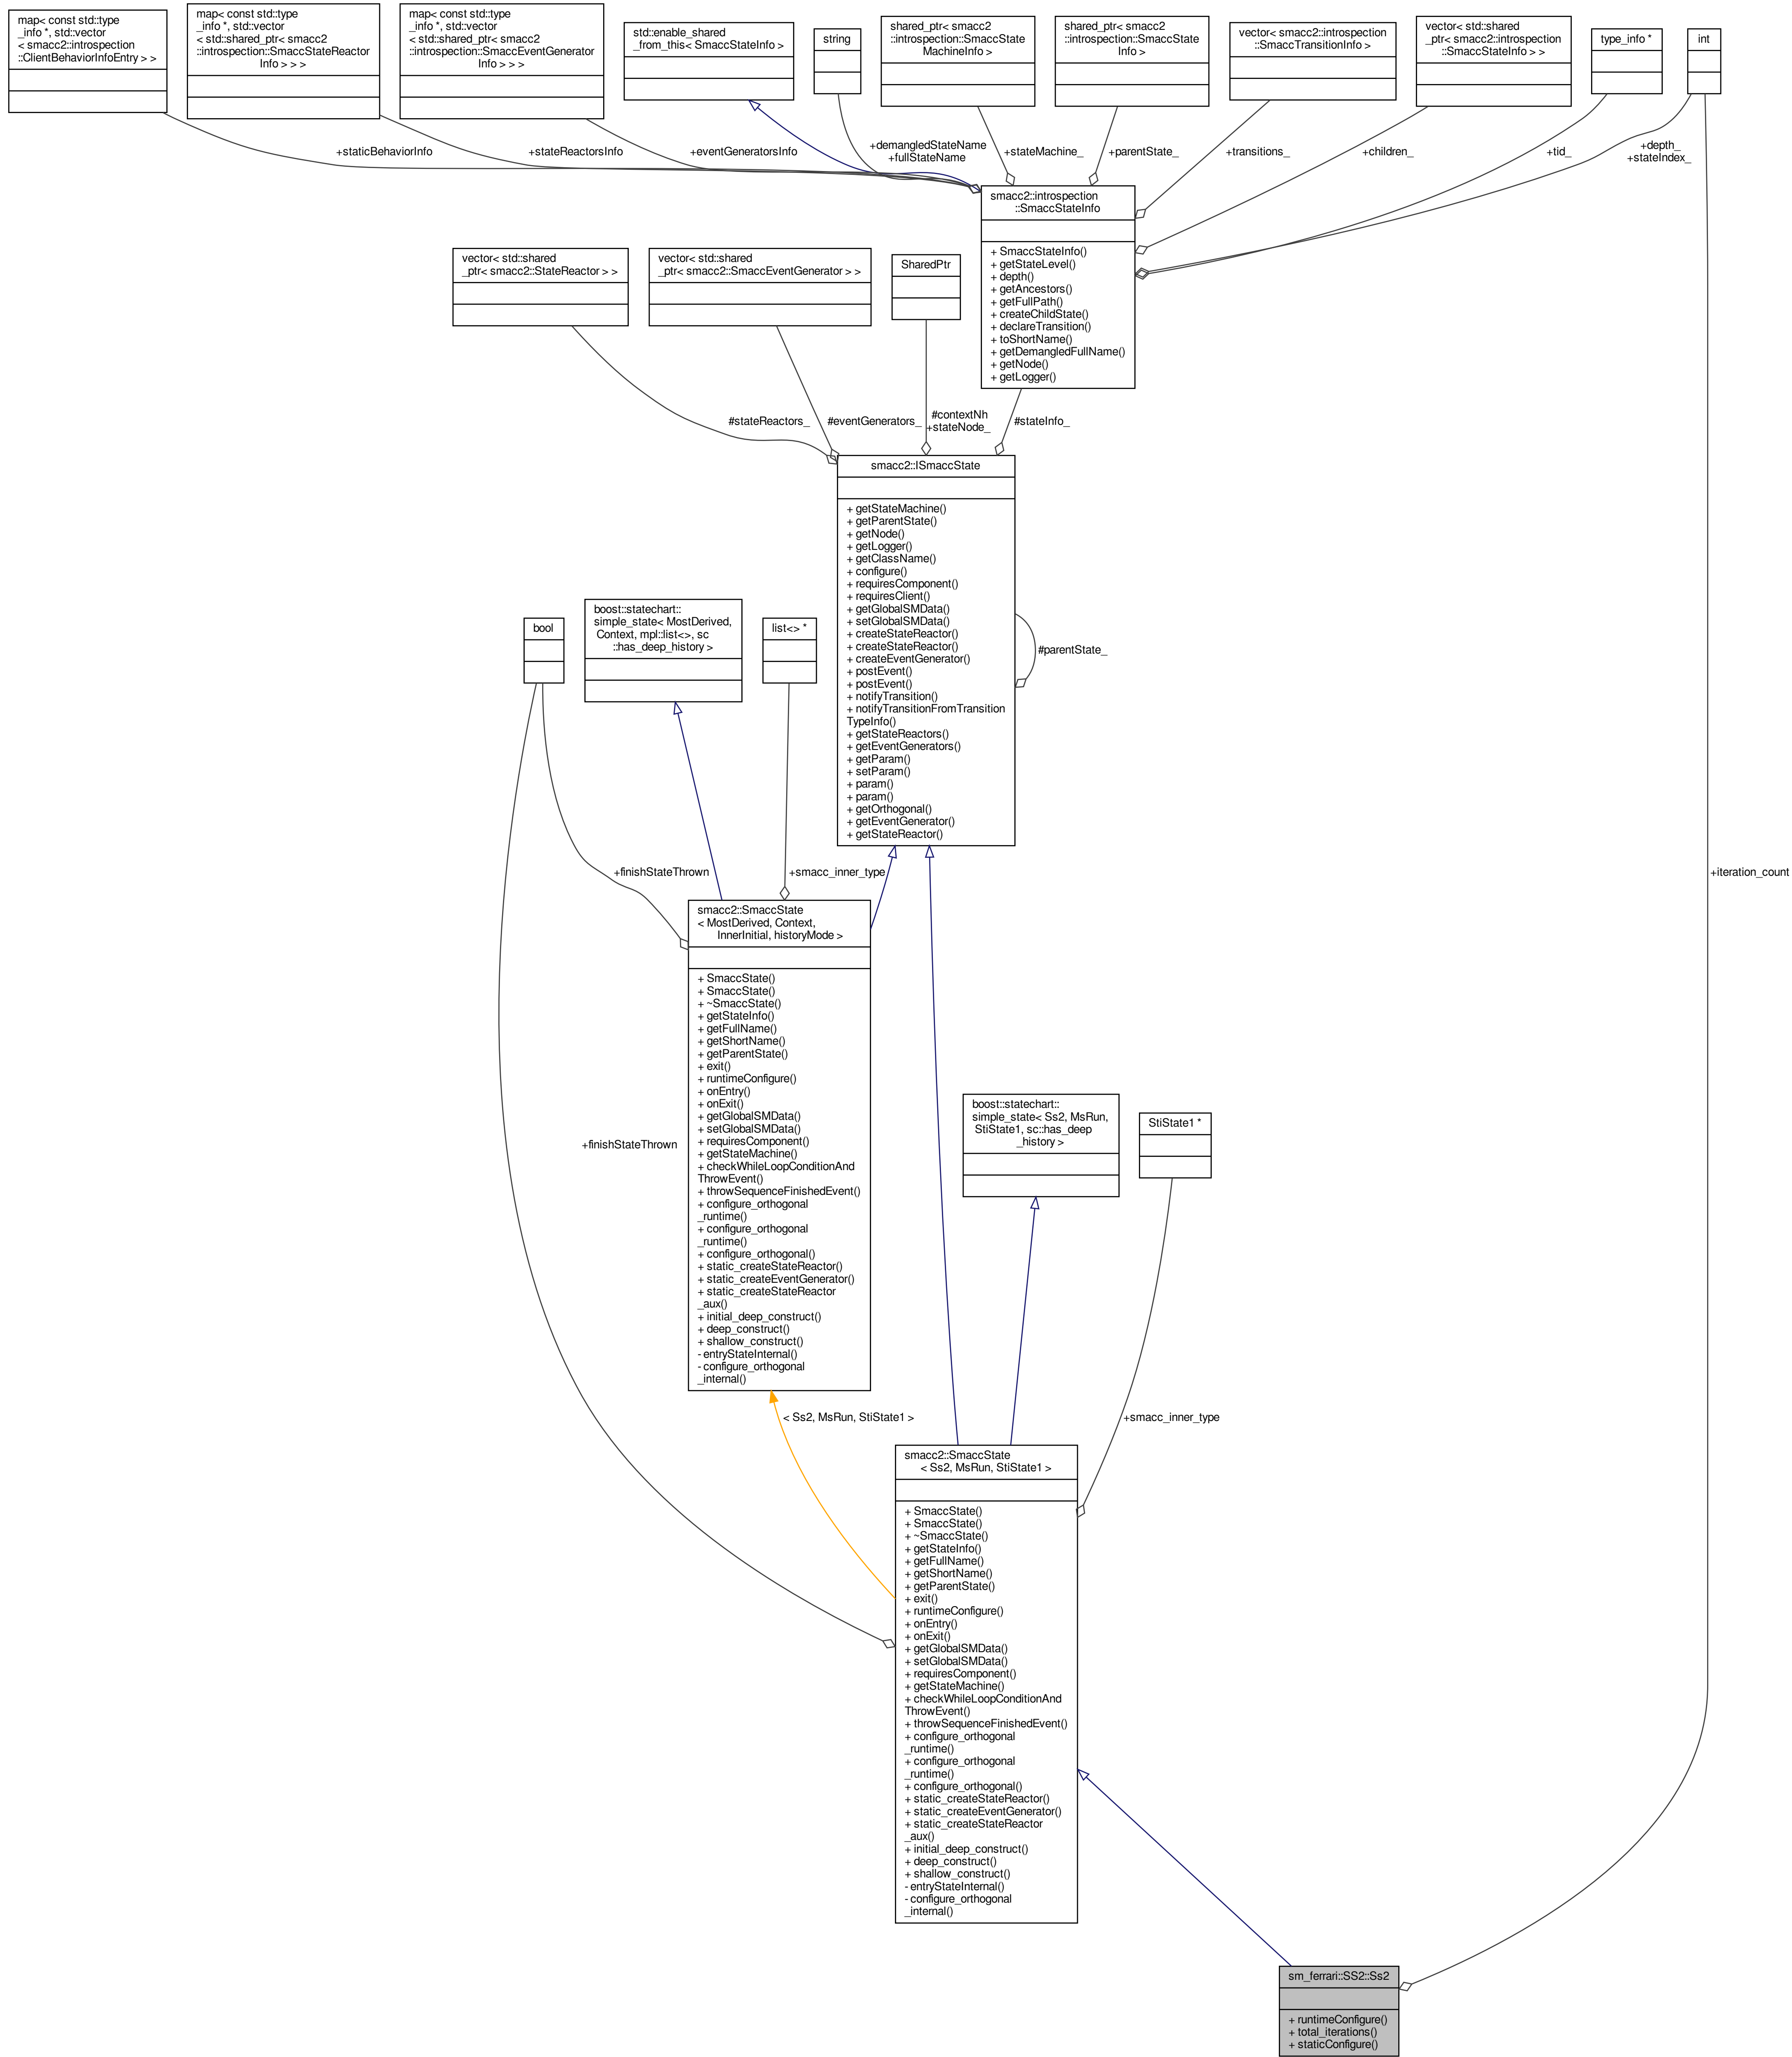 map< const std::type
_info *, std::vector
< smacc2::introspection
::ClientBehaviorInfoEntry > >
map< const std::type
_info *, std::vector
< std::shared_ptr< smacc2
::introspection::SmaccStateReactor
Info > > >
map< const std::type
_info *, std::vector
< std::shared_ptr< smacc2
::introspection::SmaccEventGenerator
Info > > >
std::enable_shared
_from_this< SmaccStateInfo >
string
shared_ptr< smacc2
::introspection::SmaccState
MachineInfo >
shared_ptr< smacc2
::introspection::SmaccState
Info >
vector< smacc2::introspection
::SmaccTransitionInfo >
vector< std::shared
_ptr< smacc2::introspection
::SmaccStateInfo > >
type_info *
int
+staticBehaviorInfo
+stateReactorsInfo
+eventGeneratorsInfo
+demangledStateName
+fullStateName
+stateMachine_
+parentState_
+transitions_
+children_
+tid_
+depth_
+stateIndex_
smacc2::introspection
::SmaccStateInfo
+ SmaccStateInfo()
+ getStateLevel()
+ depth()
+ getAncestors()
+ getFullPath()
+ createChildState()
+ declareTransition()
+ toShortName()
+ getDemangledFullName()
+ getNode()
+ getLogger()
vector< std::shared
_ptr< smacc2::StateReactor > >
vector< std::shared
_ptr< smacc2::SmaccEventGenerator > >
SharedPtr
#stateReactors_
#eventGenerators_
#contextNh
+stateNode_
#stateInfo_
smacc2::ISmaccState
+ getStateMachine()
+ getParentState()
+ getNode()
+ getLogger()
+ getClassName()
+ configure()
+ requiresComponent()
+ requiresClient()
+ getGlobalSMData()
+ setGlobalSMData()
+ createStateReactor()
+ createStateReactor()
+ createEventGenerator()
+ postEvent()
+ postEvent()
+ notifyTransition()
+ notifyTransitionFromTransition
TypeInfo()
+ getStateReactors()
+ getEventGenerators()
+ getParam()
+ setParam()
+ param()
+ param()
+ getOrthogonal()
+ getEventGenerator()
+ getStateReactor()
#parentState_
bool
boost::statechart::
simple_state< MostDerived,
Context, mpl::list<>, sc
::has_deep_history >
list<> *
+finishStateThrown
+smacc_inner_type
+iteration_count
smacc2::SmaccState
< MostDerived, Context,
InnerInitial, historyMode >
+ SmaccState()
+ SmaccState()
+ ~SmaccState()
+ getStateInfo()
+ getFullName()
+ getShortName()
+ getParentState()
+ exit()
+ runtimeConfigure()
+ onEntry()
+ onExit()
+ getGlobalSMData()
+ setGlobalSMData()
+ requiresComponent()
+ getStateMachine()
+ checkWhileLoopConditionAnd
ThrowEvent()
+ throwSequenceFinishedEvent()
+ configure_orthogonal
_runtime()
+ configure_orthogonal
_runtime()
+ configure_orthogonal()
+ static_createStateReactor()
+ static_createEventGenerator()
+ static_createStateReactor
_aux()
+ initial_deep_construct()
+ deep_construct()
+ shallow_construct()
- entryStateInternal()
- configure_orthogonal
_internal()
+finishStateThrown
boost::statechart::
simple_state< Ss2, MsRun,
StiState1, sc::has_deep
_history >
StiState1 *
< Ss2, MsRun, StiState1 >
+smacc_inner_type
smacc2::SmaccState
< Ss2, MsRun, StiState1 >
+ SmaccState()
+ SmaccState()
+ ~SmaccState()
+ getStateInfo()
+ getFullName()
+ getShortName()
+ getParentState()
+ exit()
+ runtimeConfigure()
+ onEntry()
+ onExit()
+ getGlobalSMData()
+ setGlobalSMData()
+ requiresComponent()
+ getStateMachine()
+ checkWhileLoopConditionAnd
ThrowEvent()
+ throwSequenceFinishedEvent()
+ configure_orthogonal
_runtime()
+ configure_orthogonal
_runtime()
+ configure_orthogonal()
+ static_createStateReactor()
+ static_createEventGenerator()
+ static_createStateReactor
_aux()
+ initial_deep_construct()
+ deep_construct()
+ shallow_construct()
- entryStateInternal()
- configure_orthogonal
_internal()
sm_ferrari::SS2::Ss2
+ runtimeConfigure()
+ total_iterations()
+ staticConfigure()